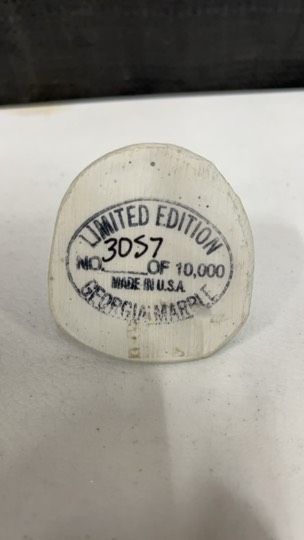 LIMITED EDITION
NO. 3057 OF 10,000
MADE IN U.S.A.
GEORGIA MARBLE